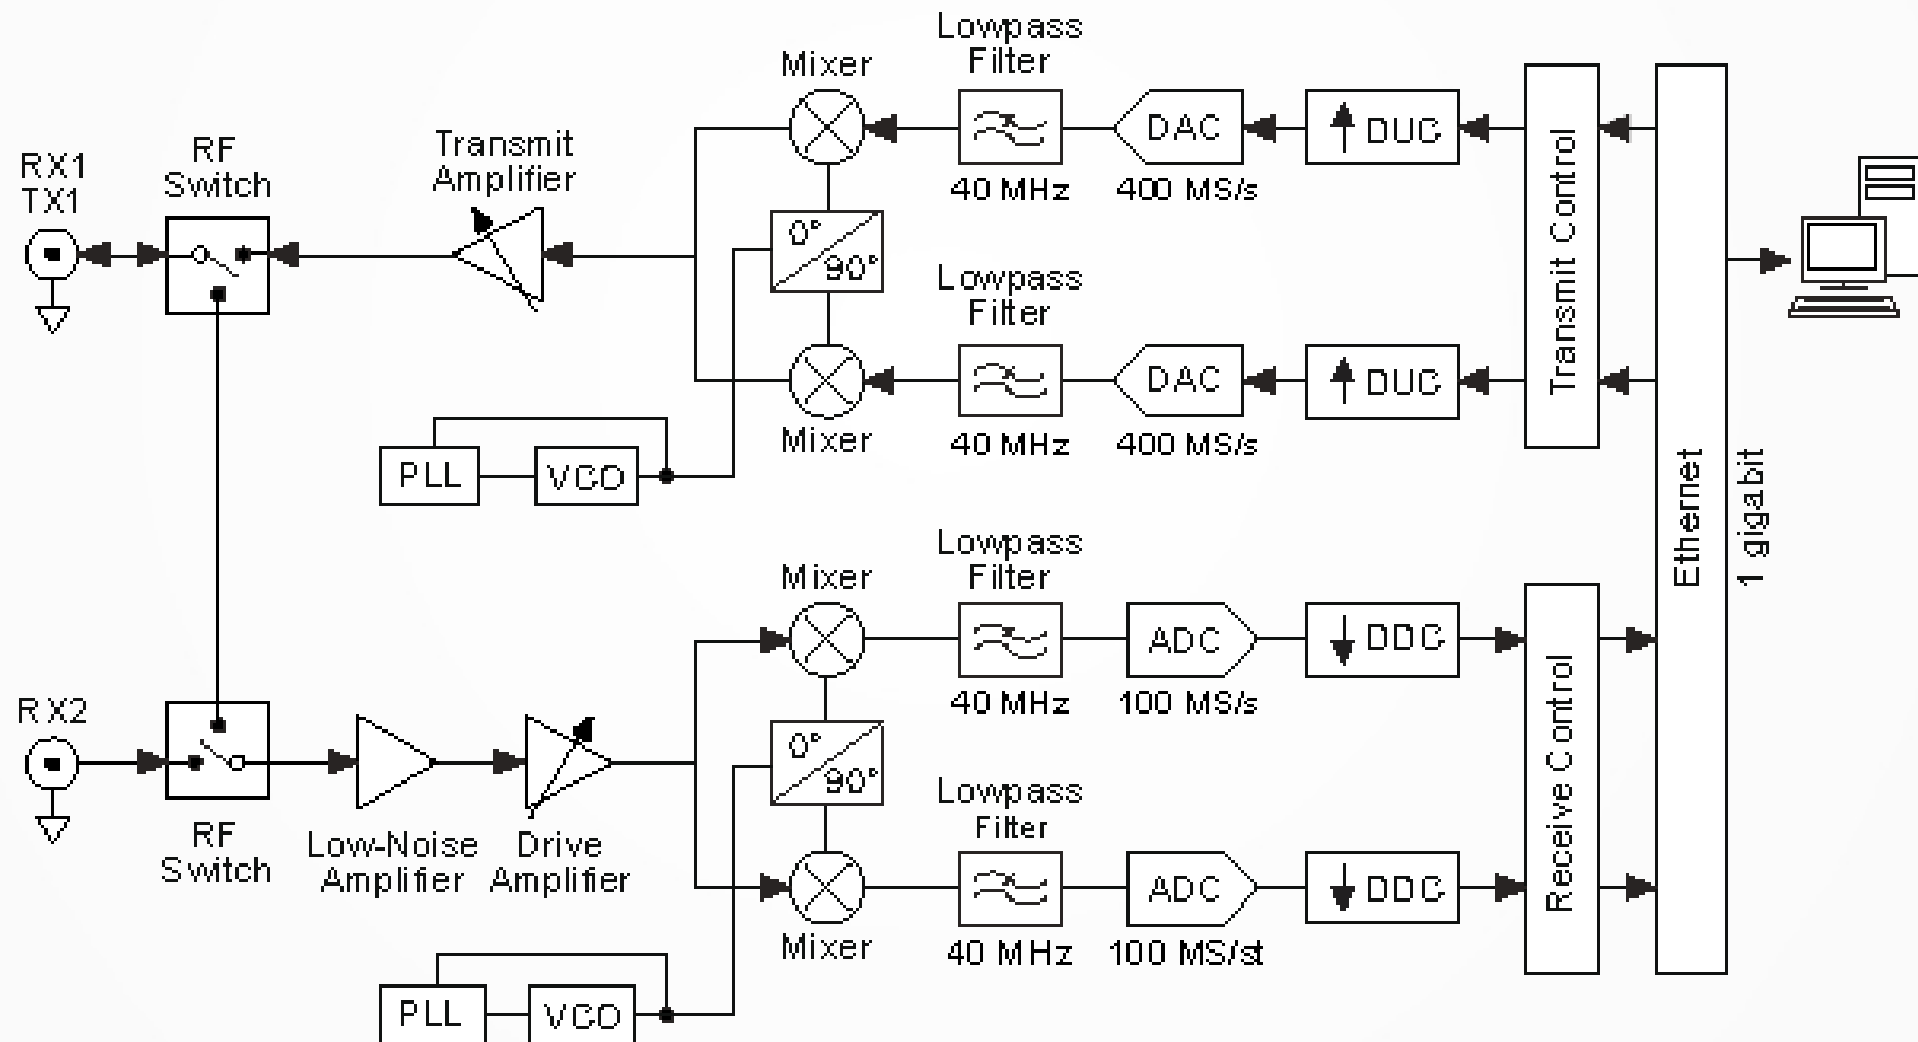 Lowpass
Filter
Mixer
DAC
DUC
40 MHz
400 MS/s
RX1
TX1
RF
Switch
Transmit
Amplifier
0°
90°
Lowpass
Filter
DAC
DUC
Mixer
40 MHz
400 MS/s
PLL
VCO
Transmit Control
Ethernet
1 gigabit
Lowpass
Filter
Mixer
ADC
DDC
40 MHz
100 MS/s
RX2
RF
Switch
Low-Noise
Amplifier
Drive
Amplifier
0°
90°
Lowpass
Filter
ADC
DDC
Mixer
40 MHz
100 MS/st
PLL
VCO
Receive Control